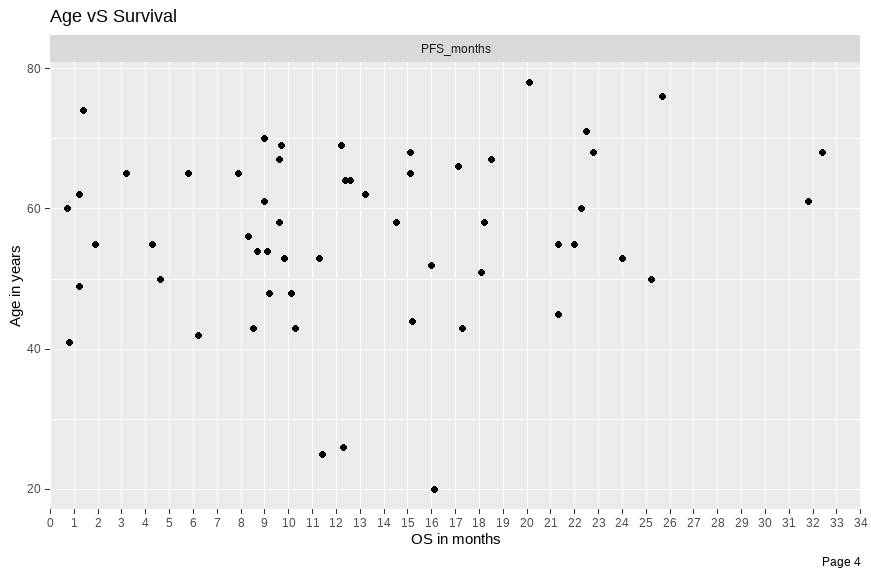 Age vS Survival
PFS_months
80
60
40
20
Age in years
0 1 2 3 4 5 6 7 8 9 10 11 12 13 14 15 16 17 18 19 20 21 22 23 24 25 26 27 28 29 30 31 32 33 34
OS in months
Page 4